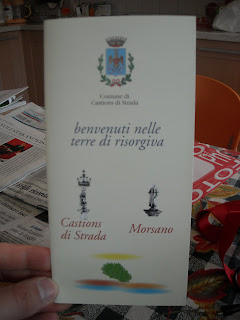 Comune di
Castions di Strada
benvenuti nelle
terre di risorgiva
Castions
di Strada
Morsano